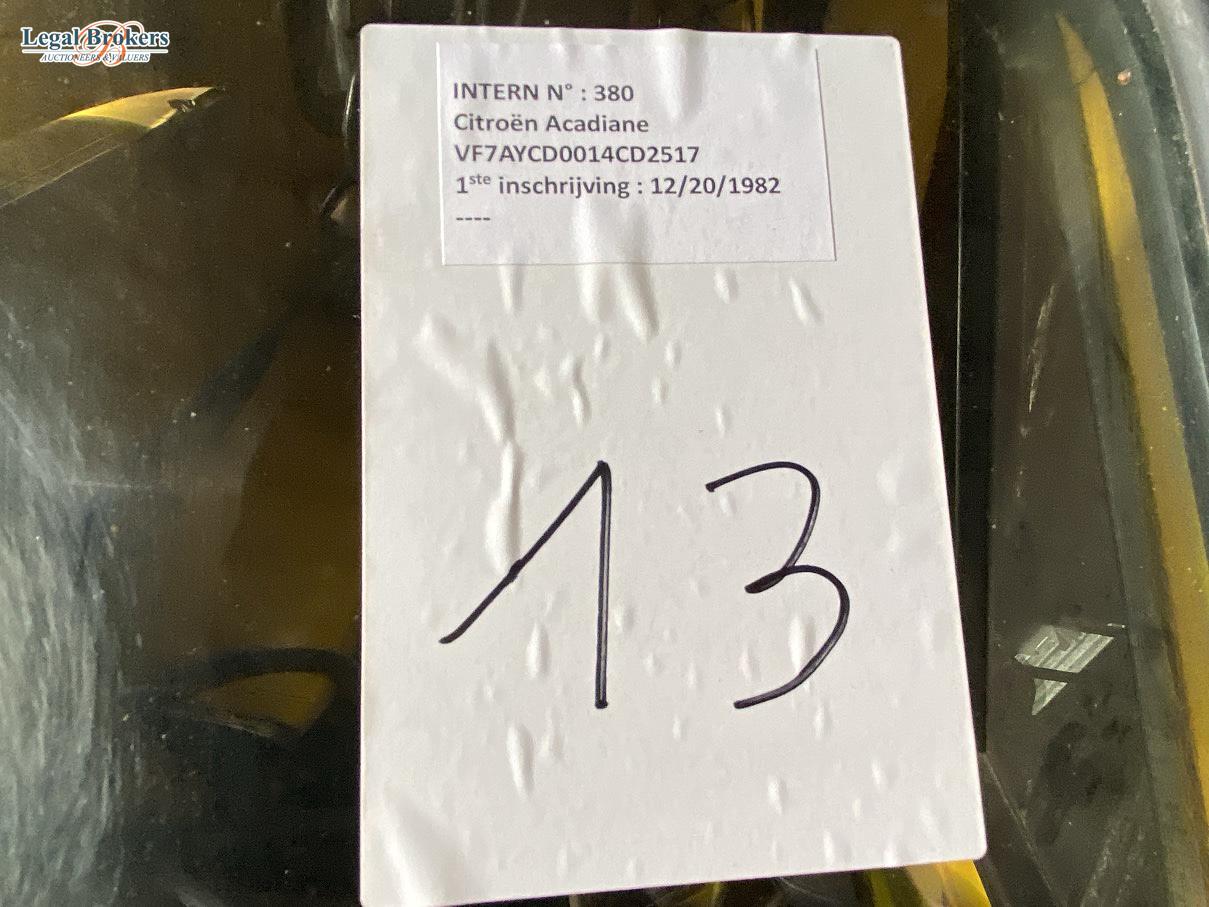 Legal Brokers
AUCTIONEERS & VALUERS
INTERN N° : 380
Citroën Acadiane
VF7AYCD0014CD2517
1ste inschrijving : 12/20/1982
----
13